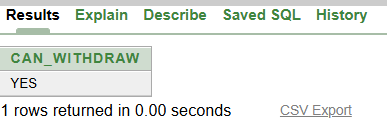 Results Explain Describe Saved SQL History
CAN_WITHDRAW
YES
1 rows returned in 0.00 seconds CSV Export